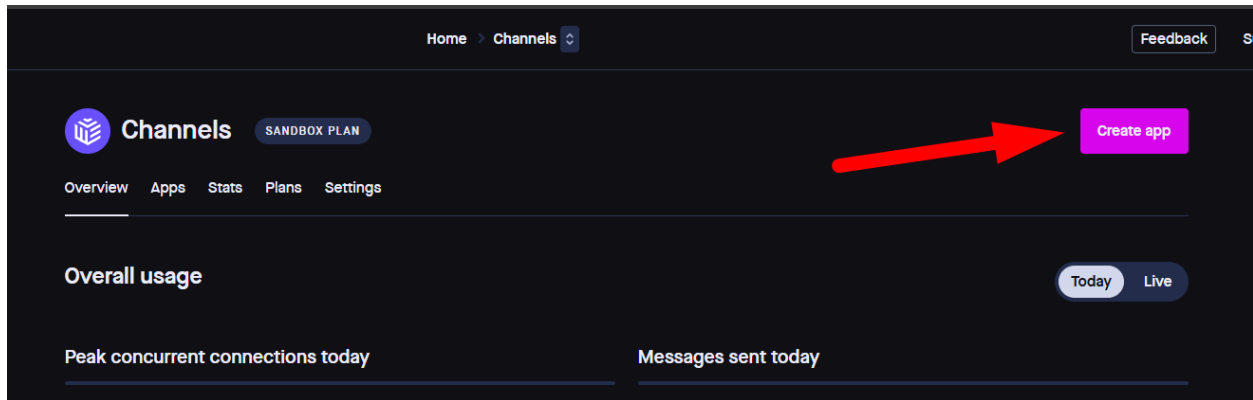 Home > Channels
Feedback
Channels
SANDBOX PLAN
Create app
Overview Apps Stats Plans Settings
Overall usage
Today Live
Peak concurrent connections today
Messages sent today